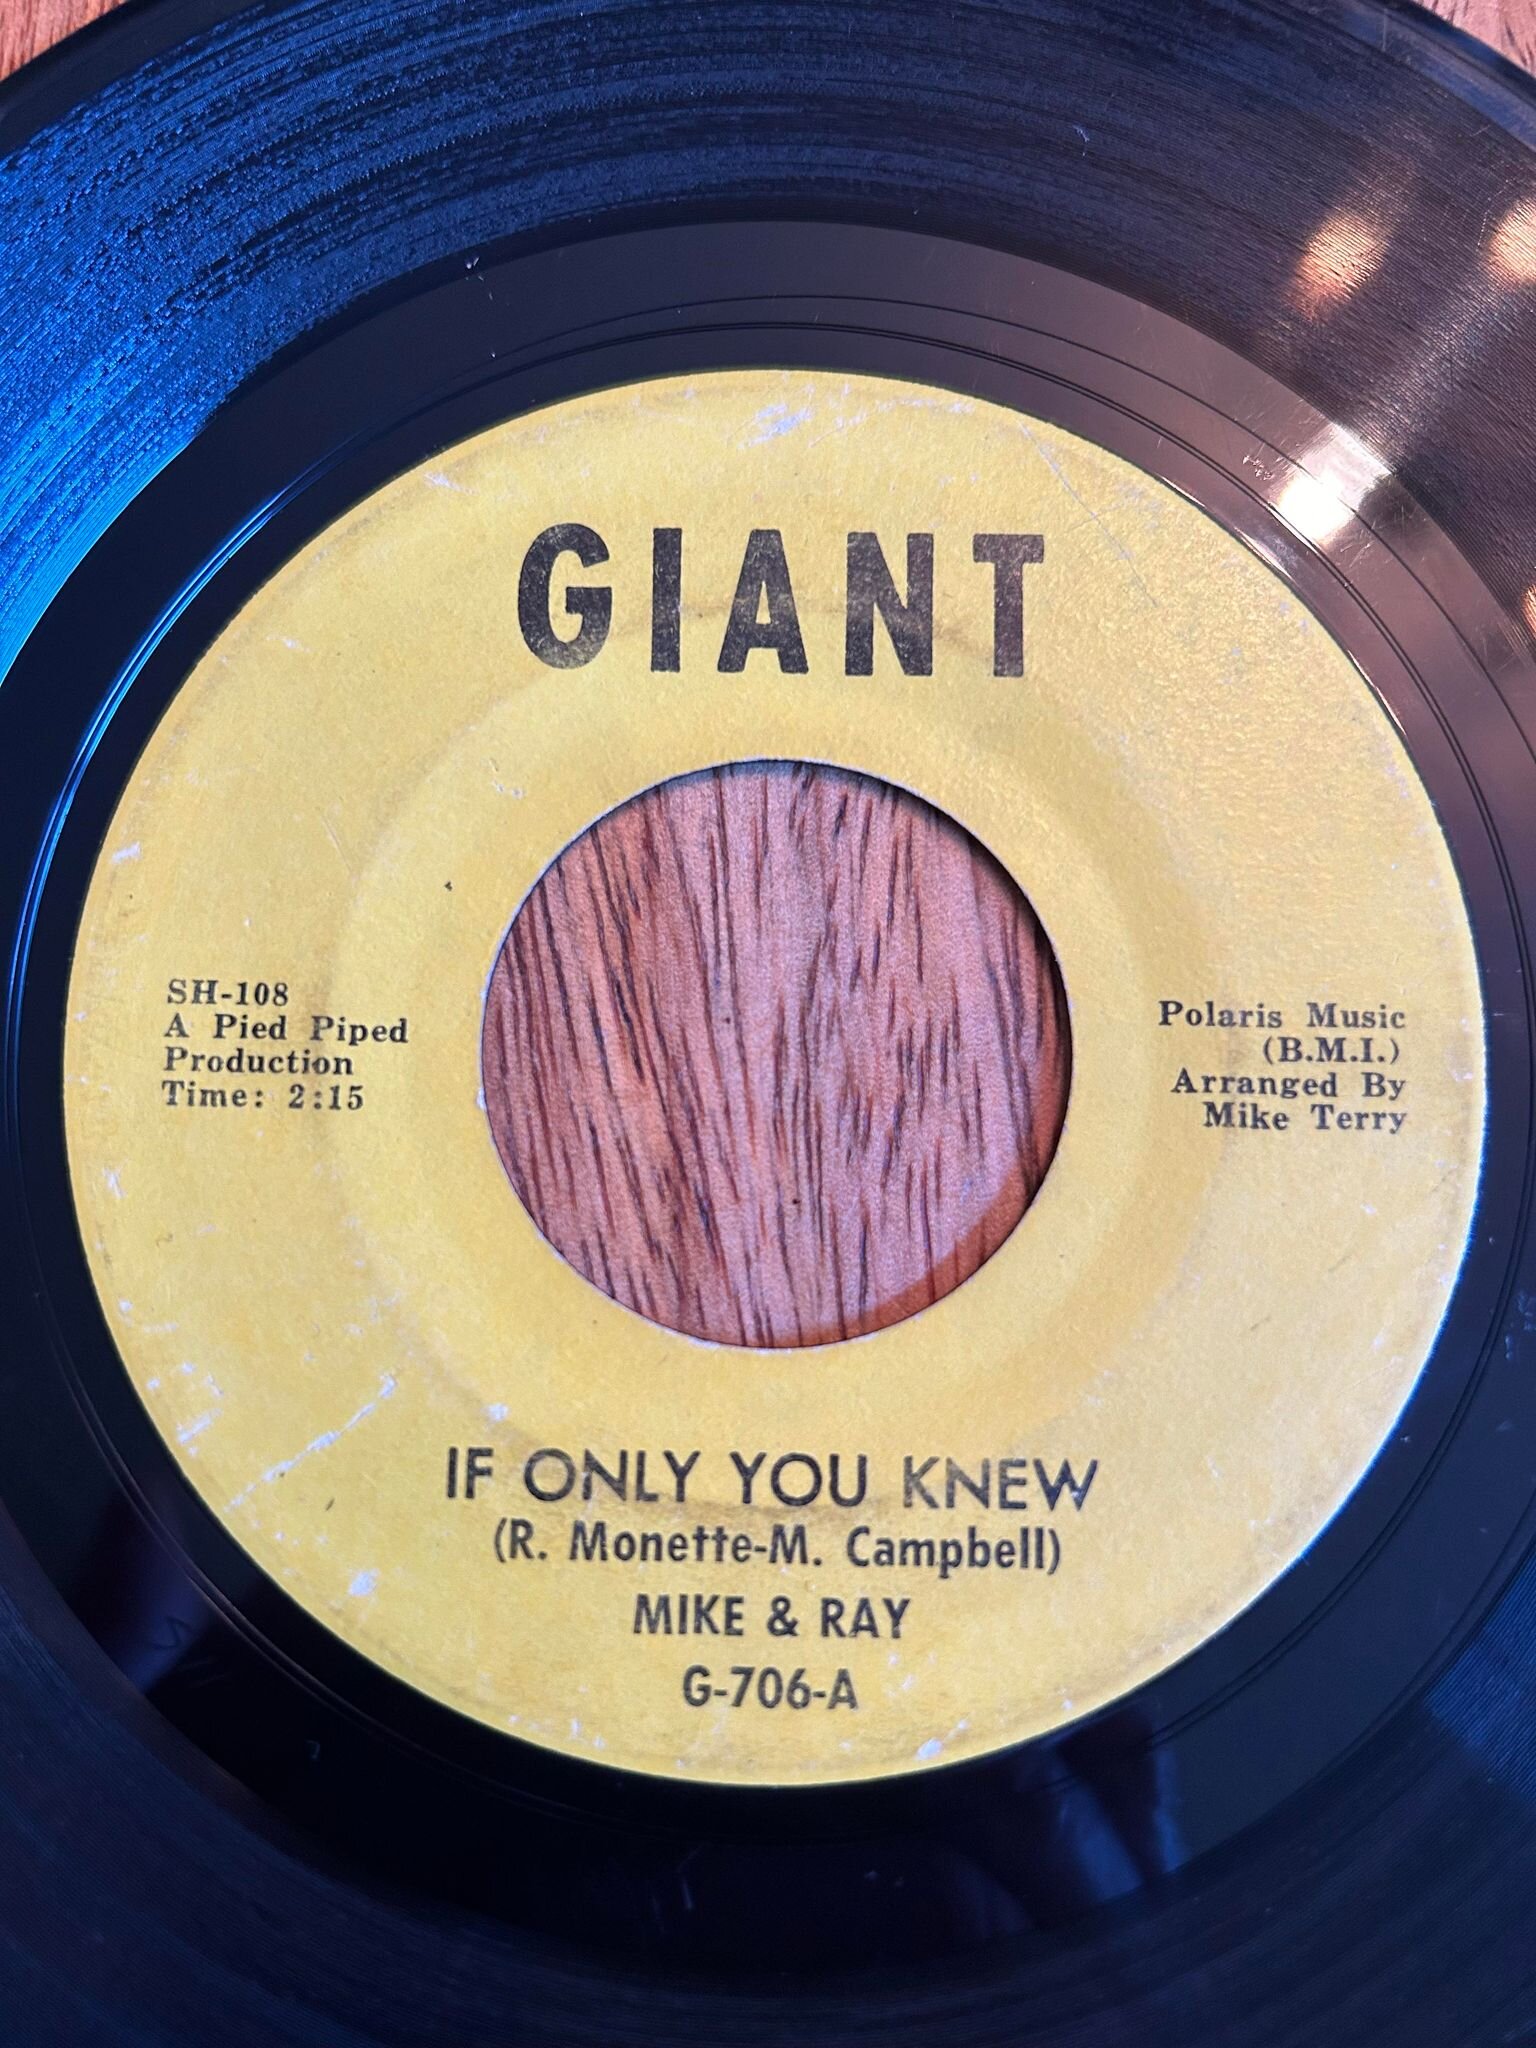 GIANT
SH-108
A Pied Piped
Production
Time: 2:15
Polaris Music
(B.M.I.)
Arranged By
Mike Terry
IF ONLY YOU KNEW
(R. Monette-M. Campbell)
MIKE & RAY
G-706-A